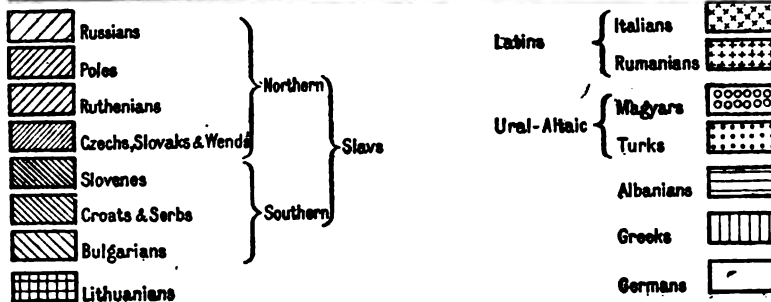 Russians
Poles
Ruthenians
Czechs, Slovaks & Wends
Slovenes
Croats & Serbs
Bulgarians
Lithuanians
Northern
Southern
Slavs
Latins
Italians
Rumanians
Ural-Altaic
Magyars
Turks
Albanians
Greeks
Germans